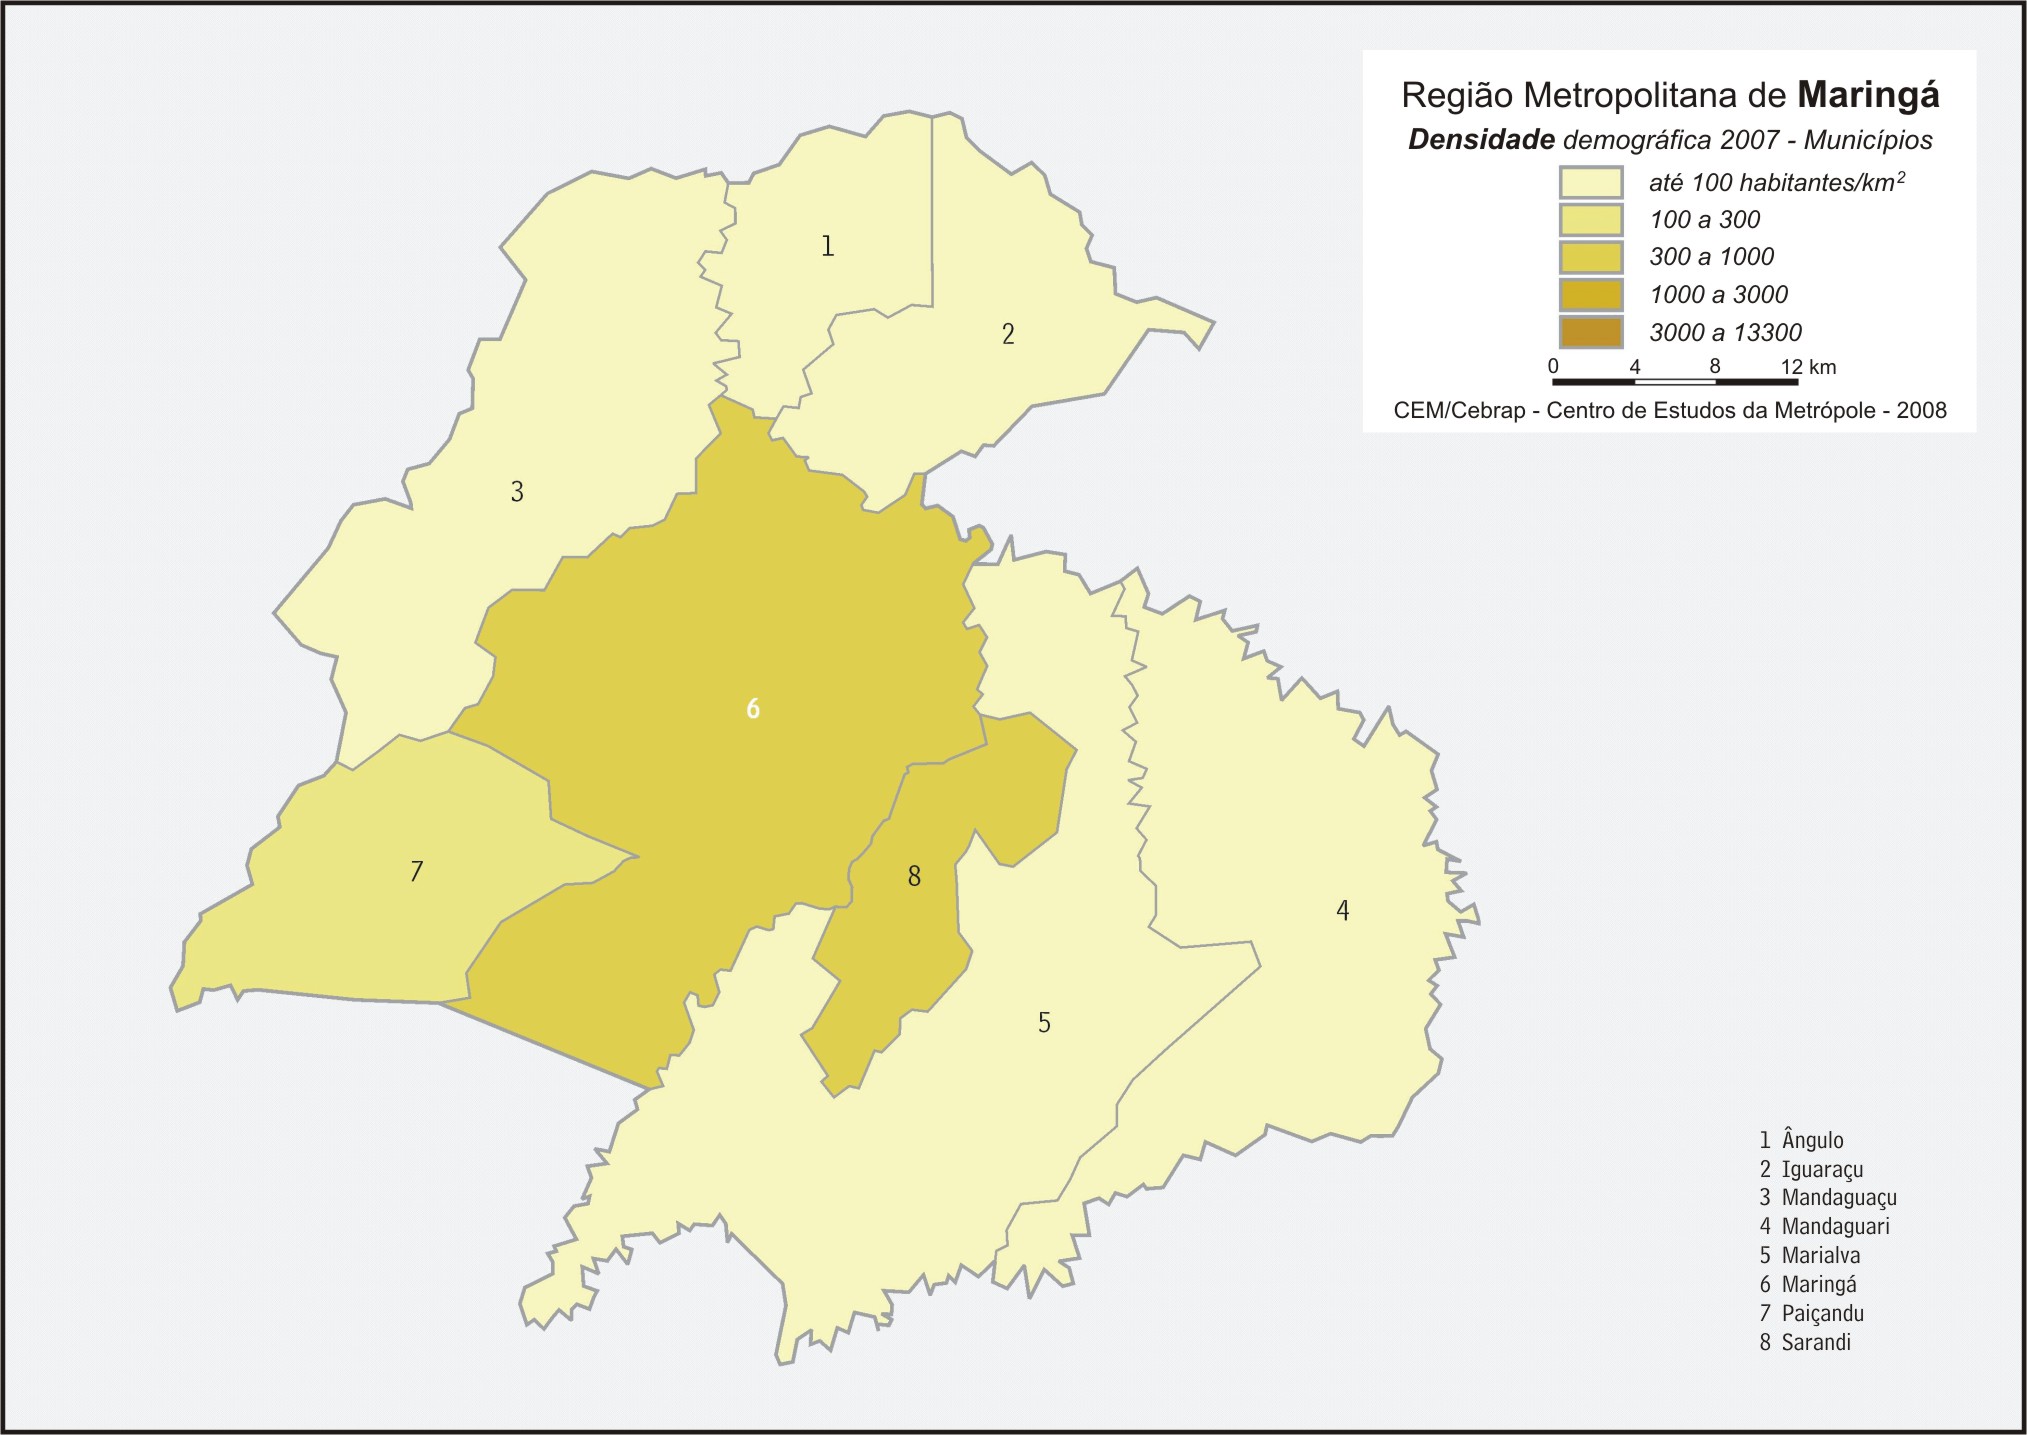 Região Metropolitana de Maringá
Densidade demográfica 2007 - Municípios
até 100 habitantes/km²
100 a 300
300 a 1000
1000 a 3000
3000 a 13300
0 4 8 12 km
CEM/Cebrap - Centro de Estudos da Metrópole - 2008
1
2
3
6
7
8
4
5
1 Ângulo
2 Iguaraçu
3 Mandaguaçu
4 Mandaguari
5 Marialva
6 Maringá
7 Paiçandu
8 Sarandi